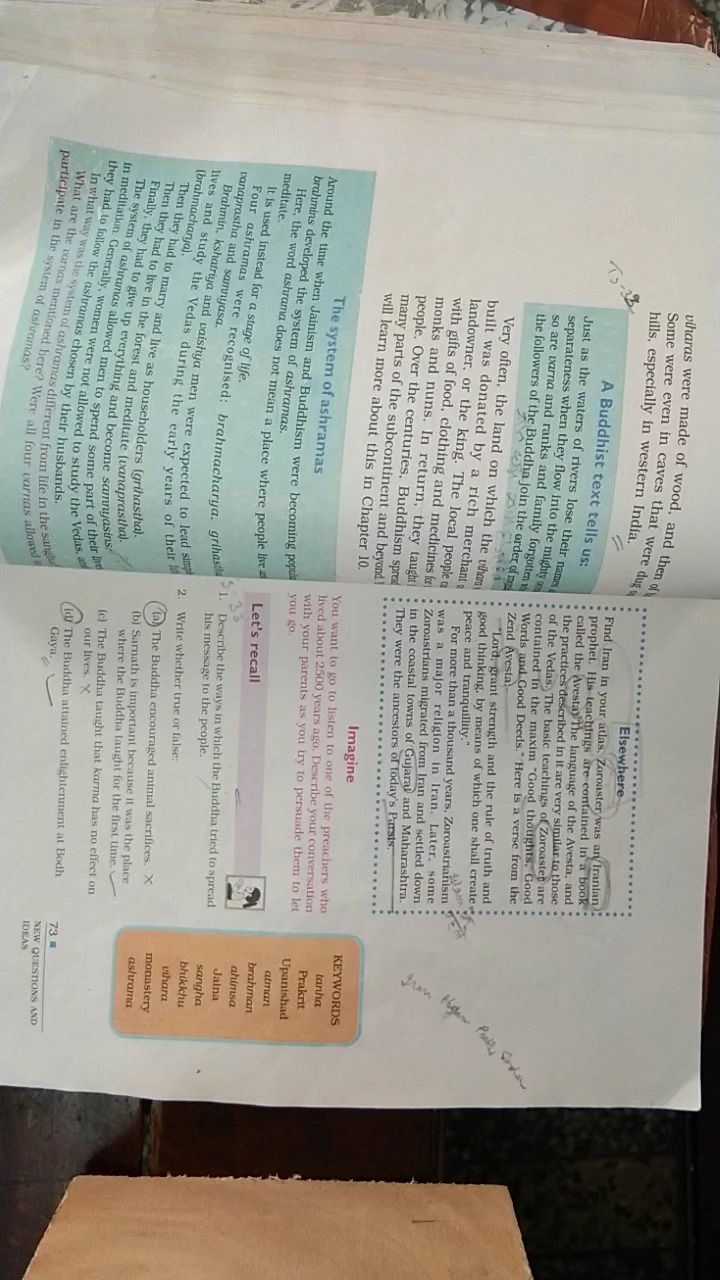 viharas were made of wood, and then of
Some were even in caves that were dug
hills, especially in western India.
A Buddhist text tells us:
Just as the waters of rivers lose their
separateness when they flow into the mighty
so are varna and ranks and family forgotten
the followers of the Buddha join the order of
Very often, the land on which the vihara
built was donated by a rich merchant
landowner, or the king. The local people
with gifts of food, clothing and medicines for
monks and nuns. In return, they taught
people. Over the centuries, Buddhism
many parts of the subcontinent and beyond
will learn more about this in Chapter 10.
The system of ashramas
Around the time when Jainism and Buddhism were becoming
brahmins developed the system of ashramas.
Here, the word ashrama does not mean a place where people live
meditate.
It is used instead for a stage of life.
Four ashramas were recognised: brahmacharya,
vanaprastha and samnyasa.
Brahmin, kshatriya and vaishya men were expected to lead
lives and study the Vedas during the early years of their
(brahmacharya).
Then they had to marry and live as householders (grihastha).
Then they had to live in the forest and meditate (vanaprastha).
Finally, they had to give up everything and become samnyasins.
The system of ashramas allowed men to spend some part of their
in meditation. Generally, women were not allowed to study the Vedas,
they had to follow the ashramas chosen by their husbands.
In what way was the system of ashramas different from life in the
What are the varnas mentioned here? Were all four varnas allowed
participate in the system of ashramas?
Elsewhere
Find Iran in your atlas. Zoroaster was an Iranian
prophet. His teachings are contained in a book
called the Avesta. The language of the Avesta, and
the practices described in it are very similar to those
of the Vedas. The basic teachings of Zoroaster are
contained in the maxim “Good thoughts, Good
Words and Good Deeds.” Here is a verse from the
Zend Avesta:
“Lord, grant strength and the rule of truth and
good thinking, by means of which one shall create
peace and tranquility.”
For more than a thousand years, Zoroastrianism
was a major religion in Iran. Later, some
Zoroastrians migrated from Iran and settled down
in the coastal towns of Gujarat and Maharashtra.
They were the ancestors of today's Parsis.
Imagine
You want to go to listen to one of the preachers who
lived about 2500 years ago. Describe your conversation
with your parents as you try to persuade them to let
you go.
Let's recall
1. Describe the ways in which the Buddha tried to spread
his message to the people.
2. Write whether true or false:
(a) The Buddha encouraged animal sacrifices.
(b) Sarnath is important because it was the place
where the Buddha taught for the first time.
(c) The Buddha taught that karma has no effect on
our lives.
(d) The Buddha attained enlightenment at Bodh
Gaya.
KEYWORDS
tanha
Prakrit
Upanishad
atman
brahman
ahimsa
Jaina
sangha
bhikkhu
vihara
monastery
ashrama
73
NEW QUESTIONS AND
IDEAS